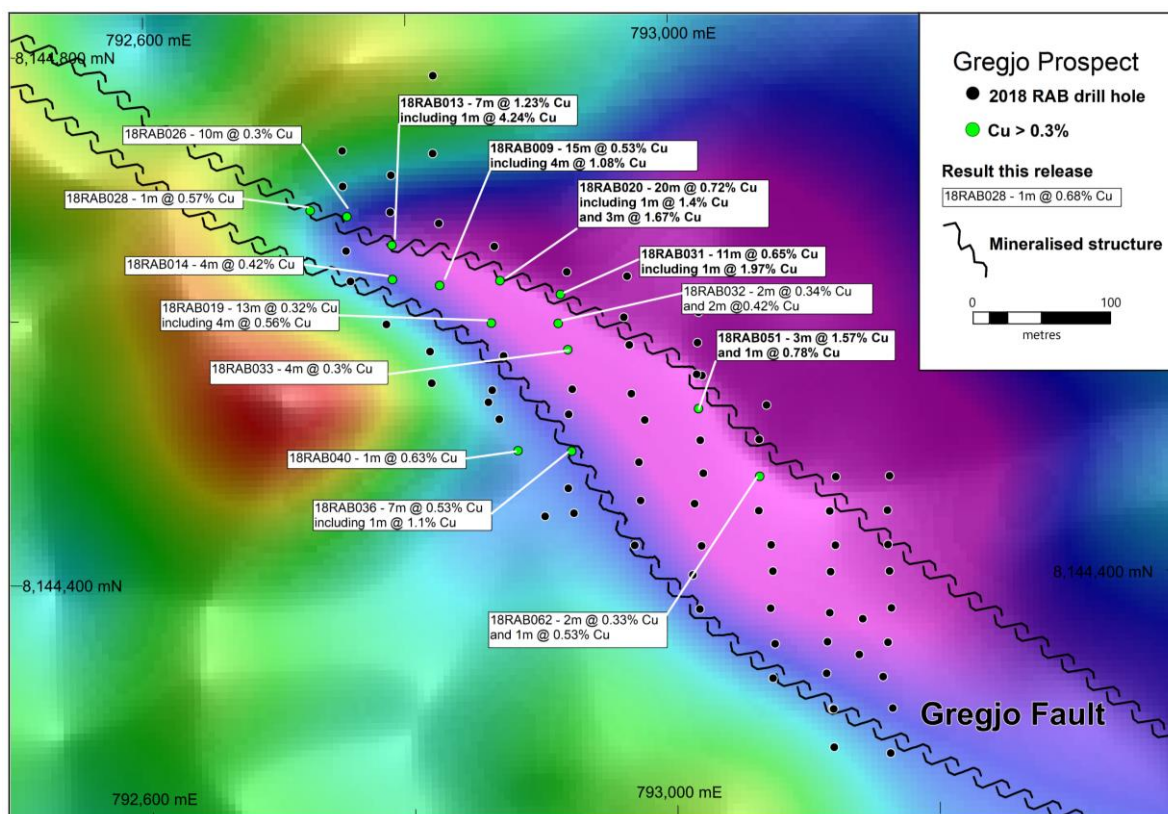 792,600 mE
793,000 mE
8,144,800 mN
18RAB013 - 7m @ 1.23% Cu
including 1m @ 4.24% Cu
18RAB026 - 10m @ 0.3% Cu
18RAB009 - 15m @ 0.53% Cu
including 4m @ 1.08% Cu
18RAB020 - 20m @ 0.72% Cu
including 1m @ 1.4% Cu
and 3m @ 1.67% Cu
18RAB028 - 1m @ 0.57% Cu
18RAB031 - 11m @ 0.65% Cu
including 1m @ 1.97% Cu
18RAB014 - 4m @ 0.42% Cu
18RAB032 - 2m @ 0.34% Cu
and 2m @0.42% Cu
18RAB019 - 13m @ 0.32% Cu
including 4m @ 0.56% Cu
18RAB051 - 3m @ 1.57% Cu
and 1m @ 0.78% Cu
18RAB033 - 4m @ 0.3% Cu
18RAB040 - 1m @ 0.63% Cu
18RAB036 - 7m @ 0.53% Cu
including 1m @ 1.1% Cu
8,144,400 mN
8,144,400 mN
18RAB062 - 2m @ 0.33% Cu
and 1m @ 0.53% Cu
Gregjo Fault
792,600 mE
793,000 mE
Gregjo Prospect
2018 RAB drill hole
Cu > 0.3%
Result this release
18RAB028 - 1m @ 0.68% Cu
Mineralised structure
0 100
metres